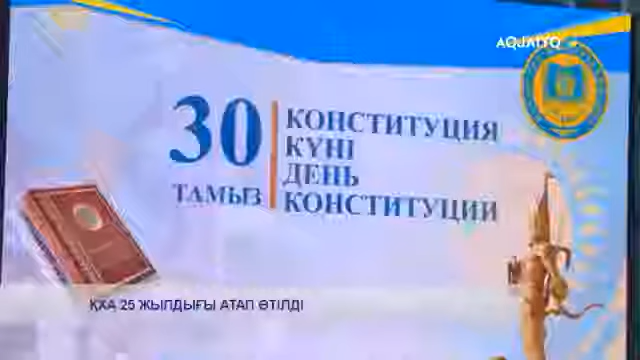 AQJAIYQ
30
ТАМЫЗ
КОНСТИТУЦИЯ
КҮНІ
ДЕНЬ
КОНСТИТУЦИИ
ҚХА 25 ЖЫЛДЫҒЫ АТАП ӨТІЛДІ